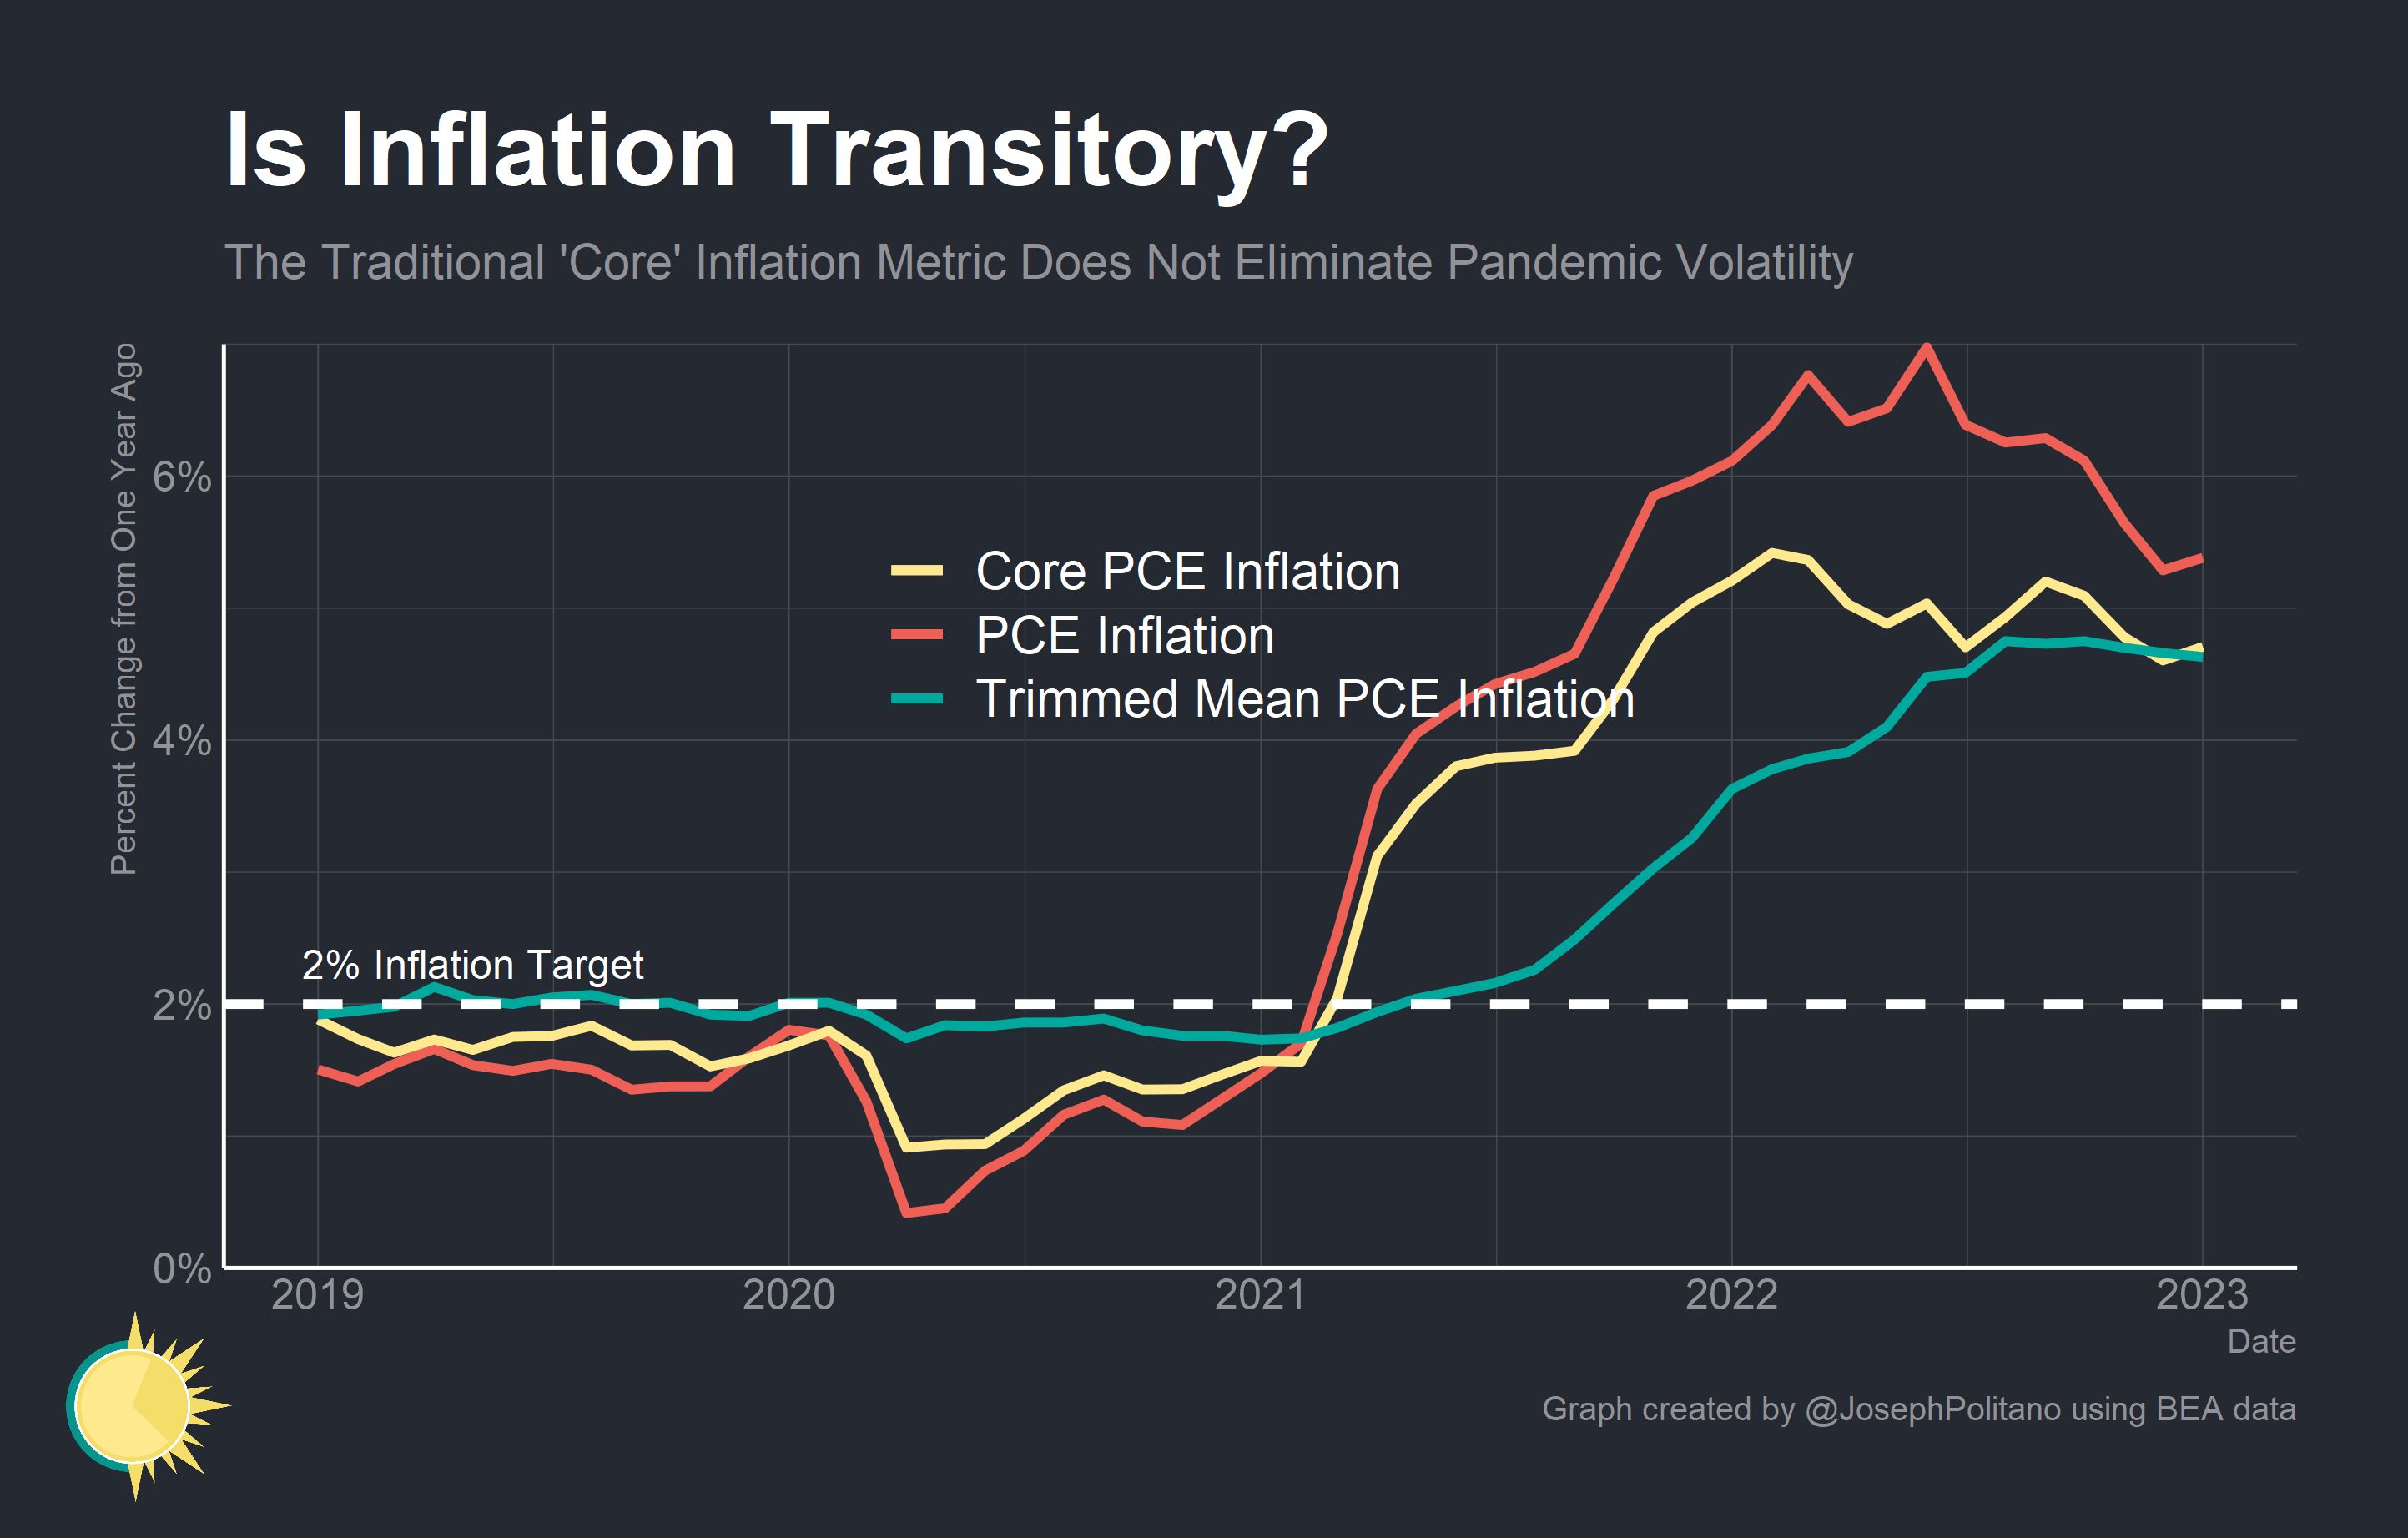 Is Inflation Transitory?
The Traditional 'Core' Inflation Metric Does Not Eliminate Pandemic Volatility
Percent Change from One Year Ago
6%
4%
2%
0%
Core PCE Inflation
PCE Inflation
Trimmed Mean PCE Inflation
2% Inflation Target
2019
2020
2021
2022
2023
Date
Graph created by @JosephPolitano using BEA data